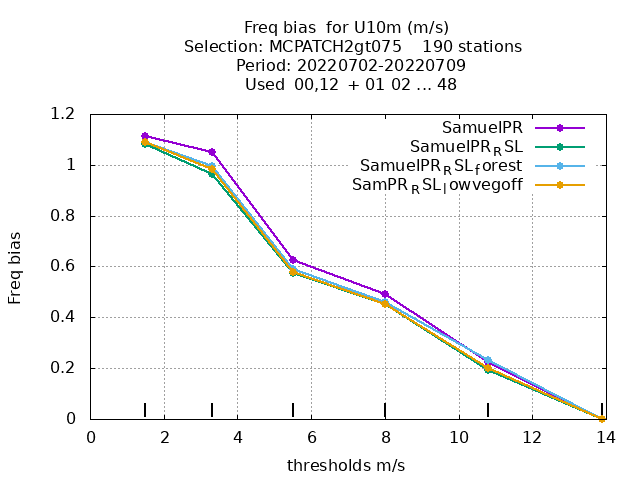 Freq bias  for U10m (m/s)
Selection: MCPATCH2gt075    190 stations
Period: 20220702-20220709
Used  00,12  + 01 02 ... 48
SamuelPR
SamuelPR_RSL
SamuelPR_RSL_forest
SamPR_RSL_lowvegoff
1.2
1
0.8
0.6
0.4
0.2
0
Freq bias
0 2 4 6 8 10 12 14
thresholds m/s